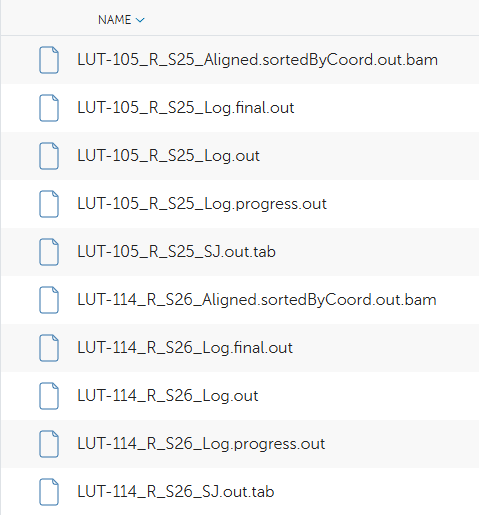 NAME
LUT-105_R_S25_Aligned.sortedByCoord.out.bam
LUT-105_R_S25_Log.final.out
LUT-105_R_S25_Log.out
LUT-105_R_S25_Log.progress.out
LUT-105_R_S25_SJ.out.tab
LUT-114_R_S26_Aligned.sortedByCoord.out.bam
LUT-114_R_S26_Log.final.out
LUT-114_R_S26_Log.out
LUT-114_R_S26_Log.progress.out
LUT-114_R_S26_SJ.out.tab